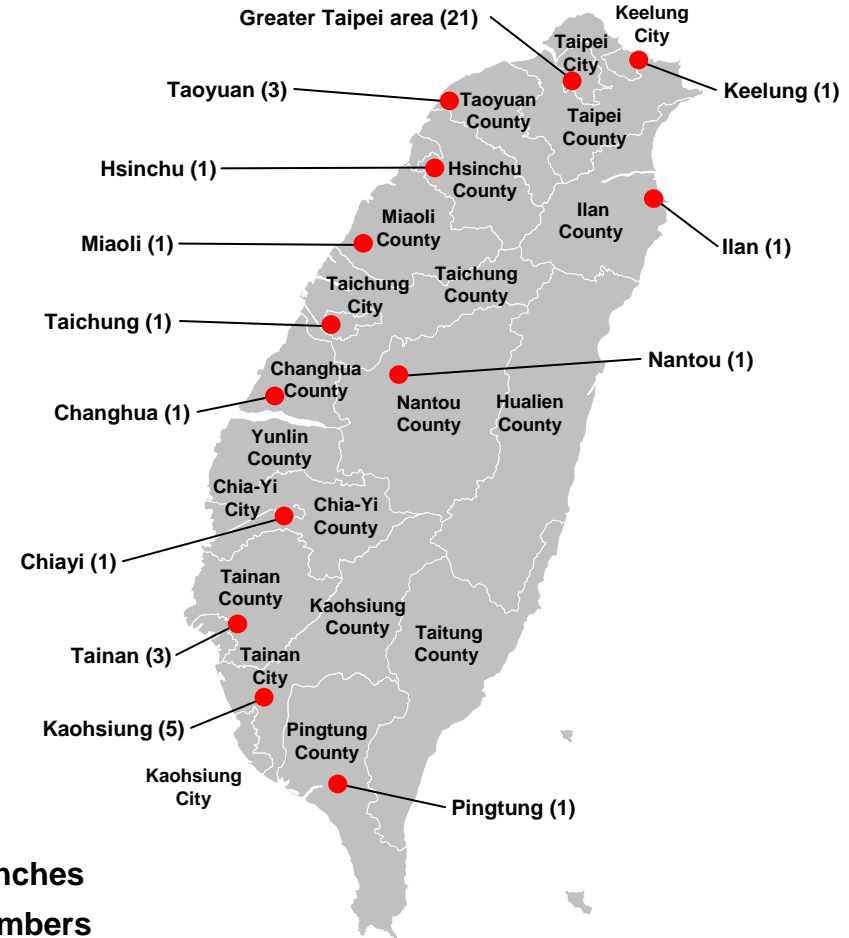 Greater Taipei area (21)
Keelung
City
Taipei
City
Taoyuan (3)
Keelung (1)
Taoyuan
County
Taipei
County
Hsinchu (1)
Hsinchu
County
Ilan
County
Miaoli
County
Miaoli (1)
Ilan (1)
Taichung
County
Taichung
City
Taichung (1)
Nantou (1)
Changhua
County
Changhua (1)
Nantou
County
Hualien
County
Yunlin
County
Chia-Yi
City
Chia-Yi
County
Chiayi (1)
Tainan
County
Kaohsiung
County
Taitung
County
Tainan (3)
Tainan
City
Kaohsiung (5)
Pingtung
County
Kaohsiung
City
Pingtung (1)
nches
mbers